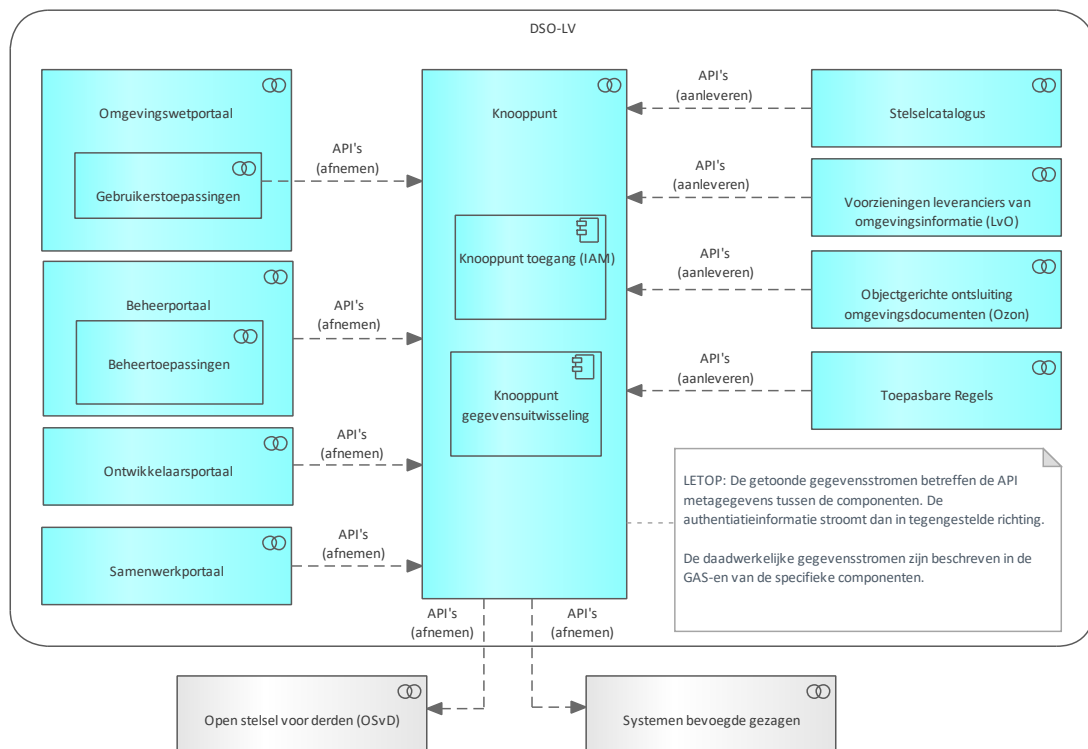 DSO-LV
Omgevingswetportaal
Gebruikerstoepassingen
API's
(afnemen)
Beheerportaal
Beheertoepassingen
API's
(afnemen)
Ontwikkelaarsportaal
API's
(afnemen)
Samenwerkportaal
API's
(afnemen)
Knooppunt
Knooppunt toegang (IAM)
Knooppunt
gegevensuitwisseling
API's
(aanleveren)
Stelselcatalogus
API's
(aanleveren)
Voorzieningen leveranciers van
omgevingsinformatie (LvO)
API's
(aanleveren)
Objectgerichte ontsluiting
omgevingsdocumenten (Ozon)
API's
(aanleveren)
Toepasbare Regels
LETOP: De getoonde gegevensstromen betreffen de API
metagegevens tussen de componenten. De
authentatieinformatie stroomt dan in tegengestelde richting.
De daadwerkelijke gegevensstromen zijn beschreven in de
GAS-en van de specifieke componenten.
API's
(afnemen)
API's
(afnemen)
Open stelsel voor derden (OSvD)
Systemen bevoegde gezagen